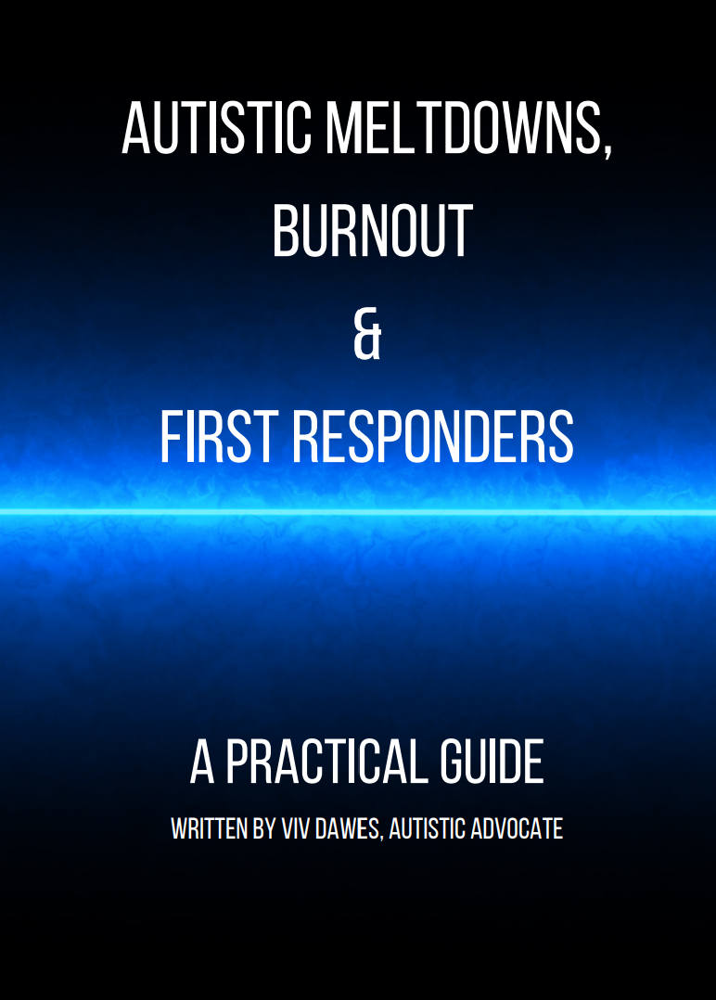 AUTISTIC MELTDOWNS,
BURNOUT
&
FIRST RESPONDERS
A PRACTICAL GUIDE
WRITTEN BY VIV DAWES, AUTISTIC ADVOCATE